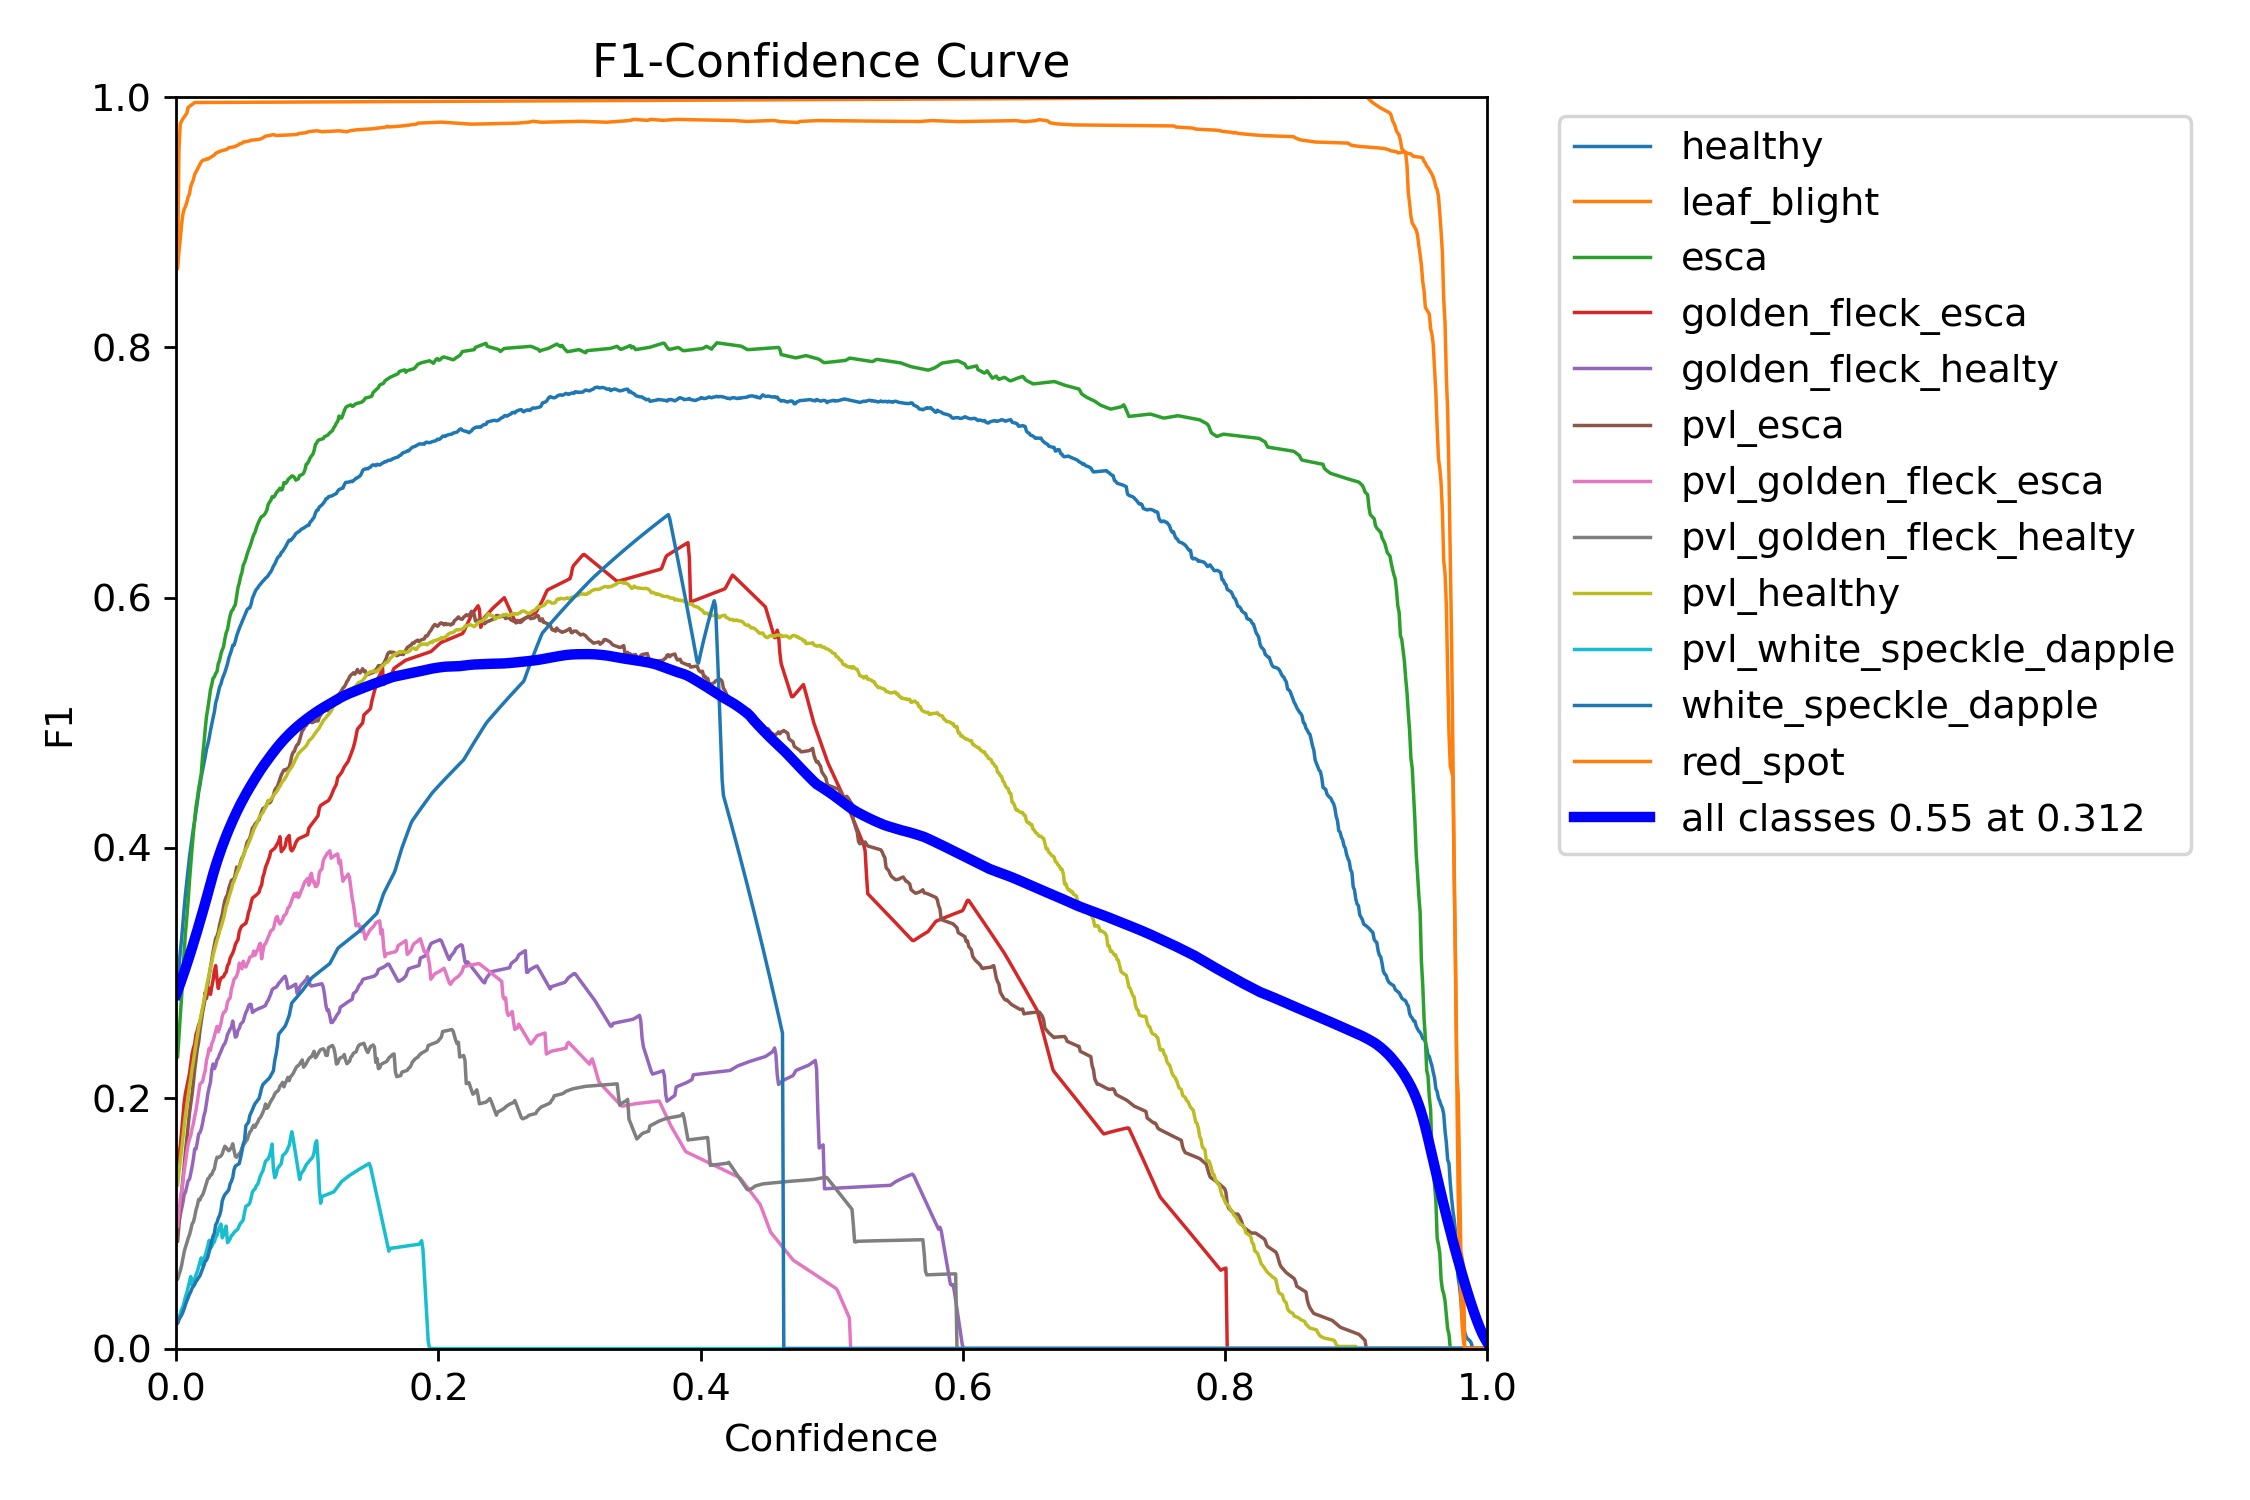 F1-Confidence Curve
1.0
0.8
0.6
0.4
0.2
0.0
F1
0.0 0.2 0.4 0.6 0.8 1.0
Confidence
healthy
leaf_blight
esca
golden_fleck_esca
golden_fleck_healty
pvl_esca
pvl_golden_fleck_esca
pvl_golden_fleck_healty
pvl_healthy
pvl_white_speckle_dapple
white_speckle_dapple
red_spot
all classes 0.55 at 0.312